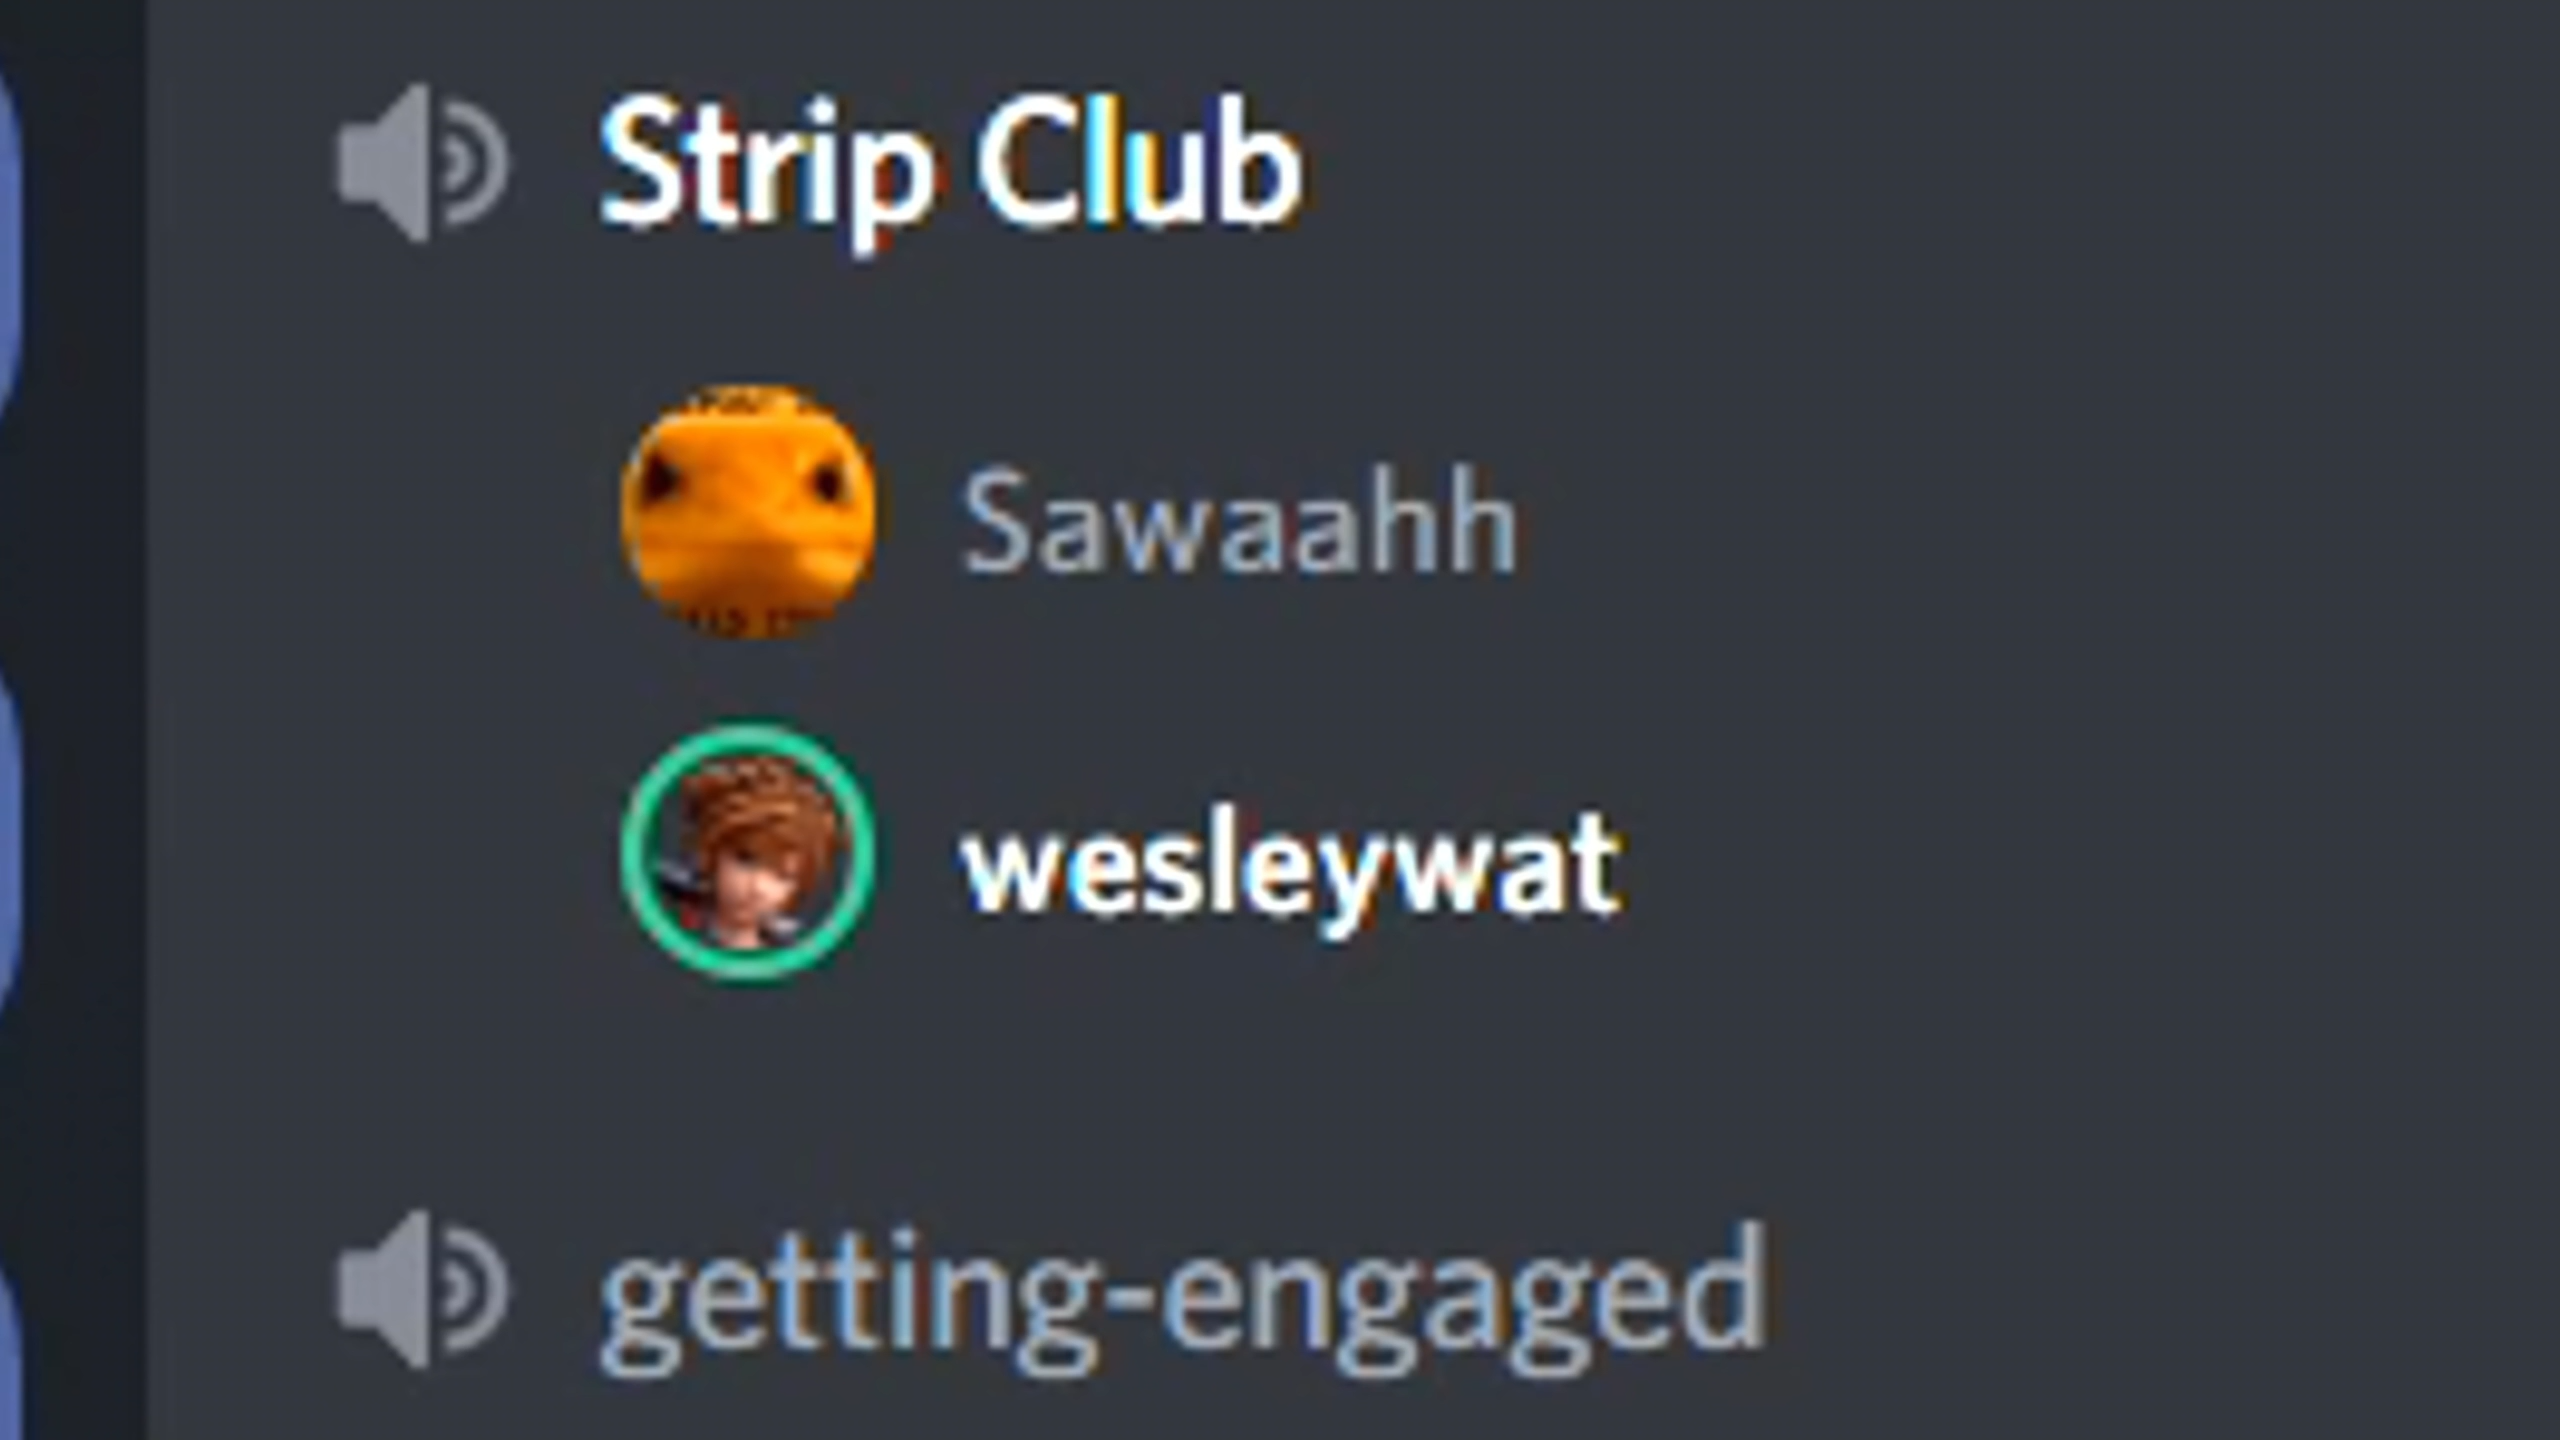 Strip Club
Sawaahh
wesleywat
getting-engaged